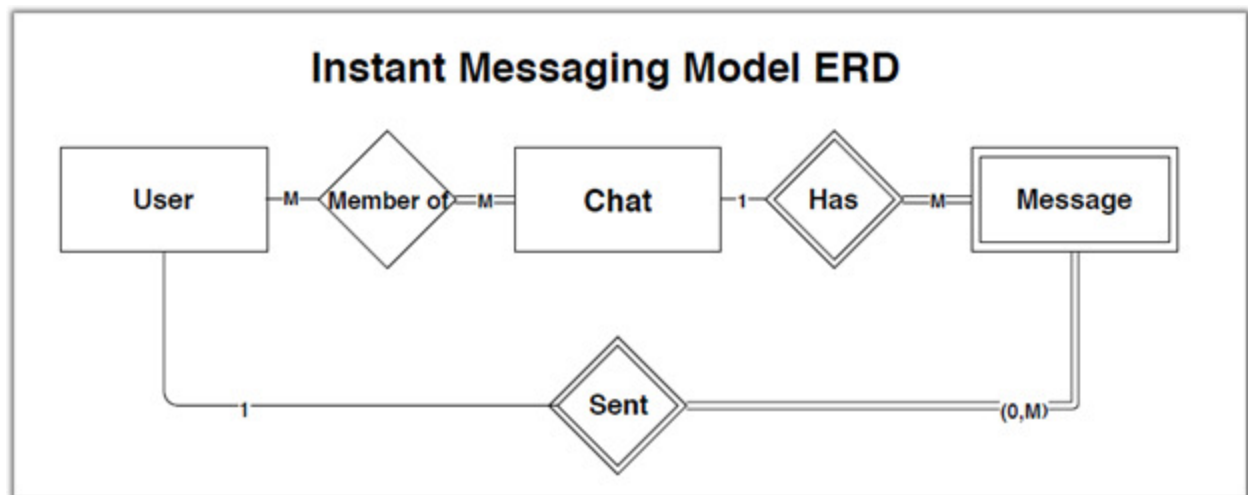 Instant Messaging Model ERD
User
M
Member of
M
Chat
1
Has
M
Message
1
Sent
(0,M)